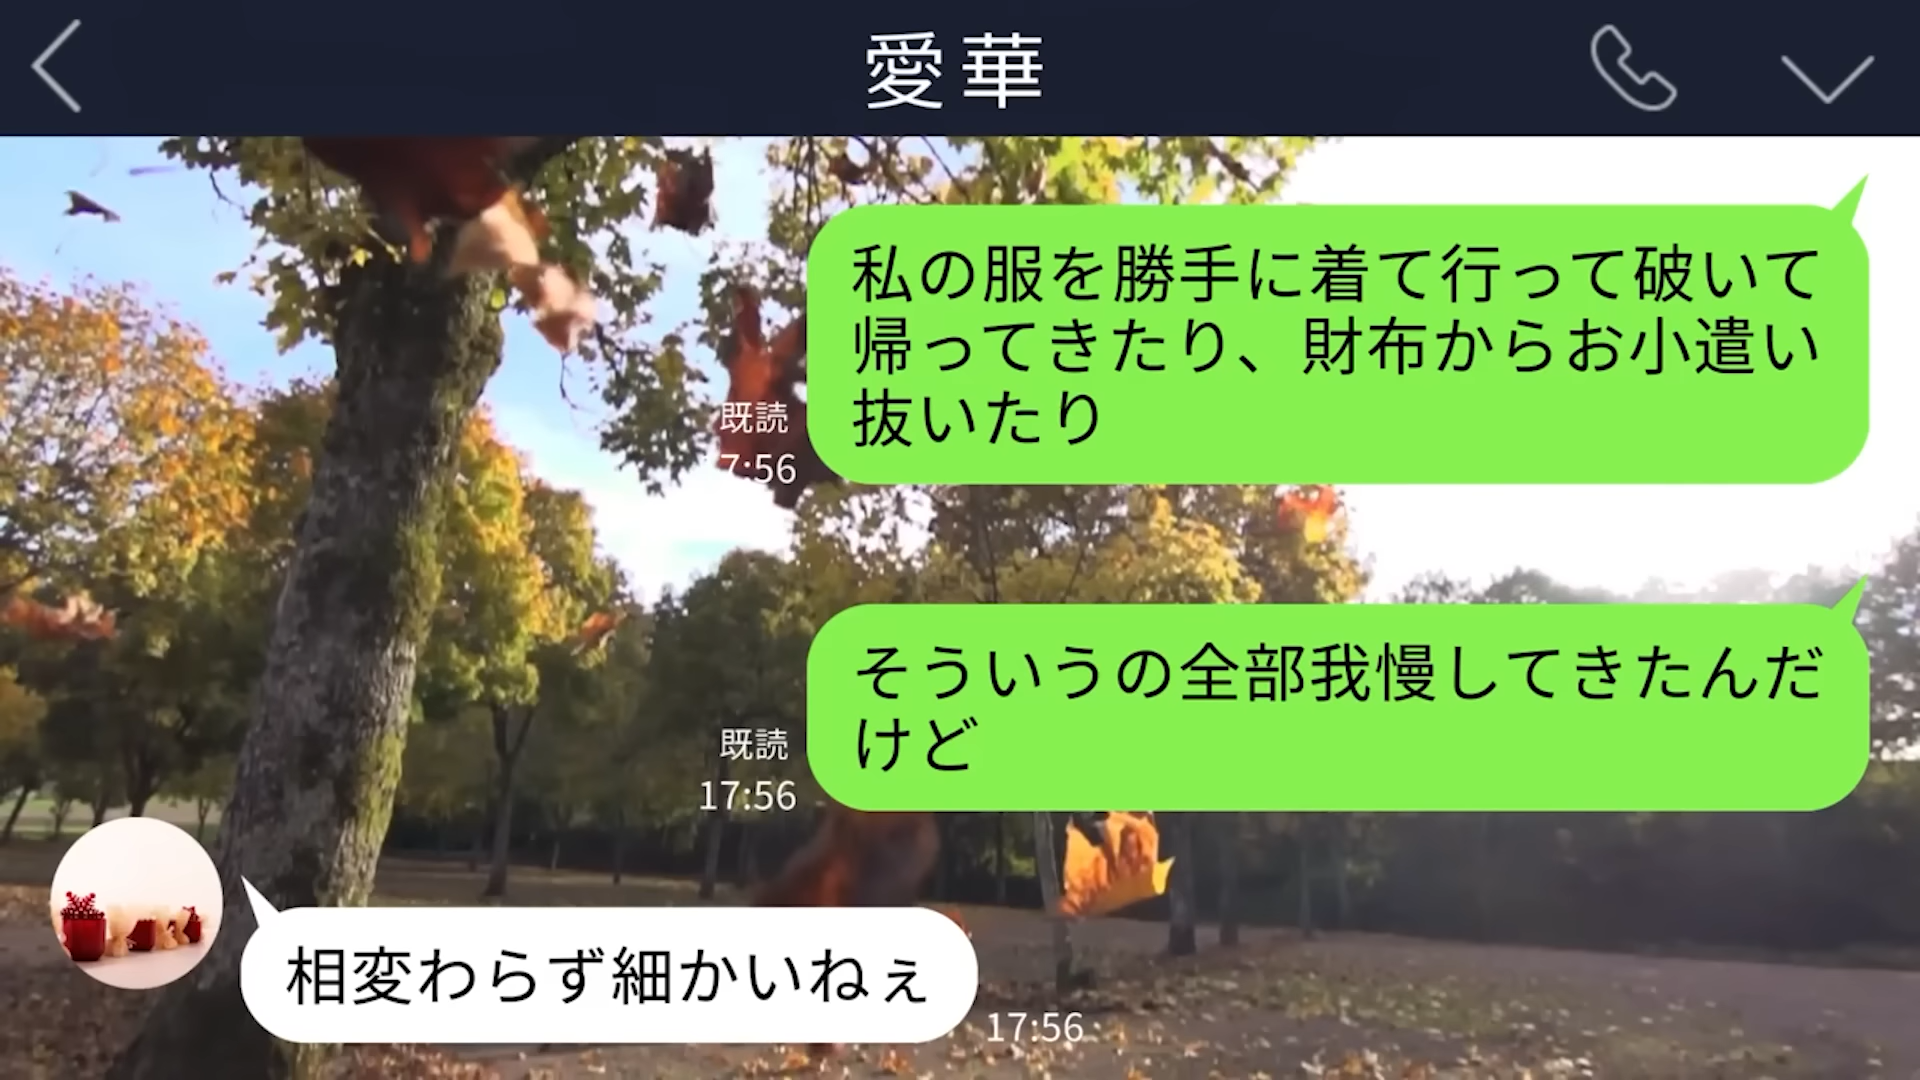 愛華
私の服を勝手に着て行って破いて
帰ってきたり、財布からお小遣い
抜いたり
既読
7:56
そういうの全部我慢してきたんだ
けど
既読
17:56
相変わらず細かいねぇ
17:56